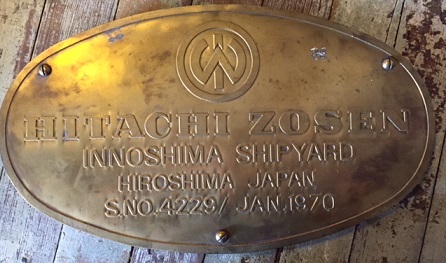 HITACHI ZOSEN
INNOSHIMA SHIPYARD
HIROSHIMA JAPAN
S.NO.4229/ JAN.1970